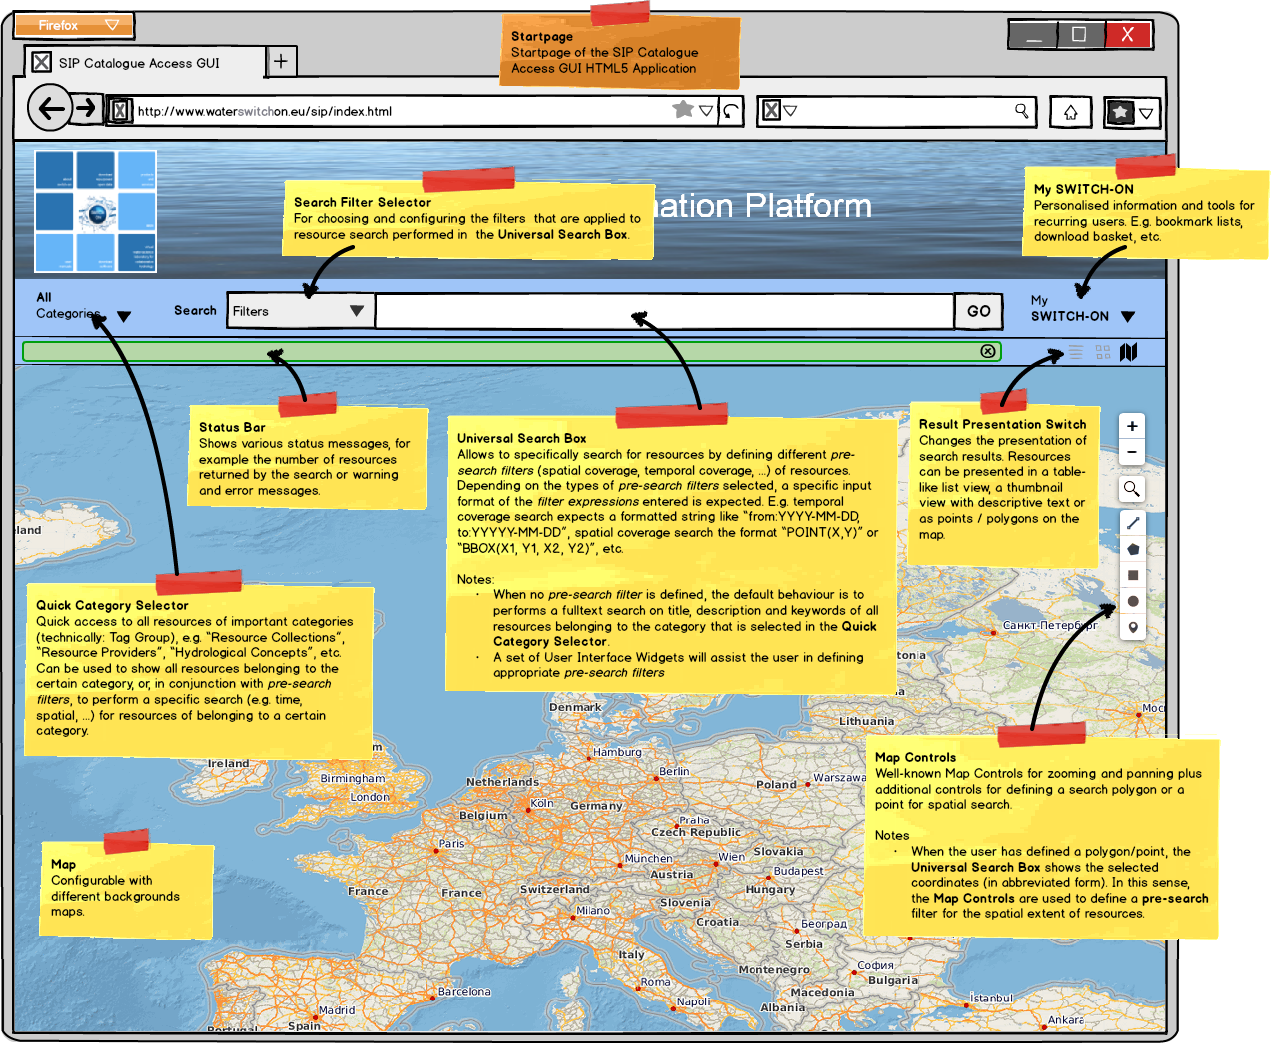 Firefox
Startpage
Startpage of the SIP Catalogue
Access GUI HTML5 Application
SIP Catalogue Access GUI
http://www.waterswitchon.eu/sip/index.html
mation Platform
Search Filter Selector
For choosing and configuring the filters that are applied to
resource search performed in the Universal Search Box.
My SWITCH-ON
Personalised information and tools for
recurring users. E.g. bookmark lists,
download basket, etc.
All
Categories
Search
Filters
GO
My
SWITCH-ON
Status Bar
Shows various status messages, for
example the number of resources
returned by the search or warning
and error messages.
Universal Search Box
Allows to specifically search for resources by defining different pre-
search filters (spatial coverage, temporal coverage, ...) of resources.
Depending on the types of pre-search filters selected, a specific input
format of the filter expressions entered is expected. E.g. temporal
coverage search expects a formatted string like "from:YYYY-MM-DD,
to:YYYYY-MM-DD", spatial coverage search the format "POINT(X,Y)" or
"BBOX(X1, Y1, X2, Y2)", etc.
Notes:
· When no pre-search filter is defined, the default behaviour is to
performs a fulltext search on title, description and keywords of all
resources belonging to the category that is selected in the Quick
Category Selector.
· A set of User Interface Widgets will assist the user in defining
appropriate pre-search filters
Result Presentation Switch
Changes the presentation of
search results. Resources
can be presented in a table-
like list view, a thumbnail
view with descriptive text or
as points / polygons on the
map.
+
−
Quick Category Selector
Quick access to all resources of important categories
(technically: Tag Group), e.g. "Resource Collections",
"Resource Providers", "Hydrological Concepts", etc.
Can be used to show all resources belonging to the
certain category, or, in conjunction with pre-search
filters, to perform a specific search (e.g. time,
spatial, ...) for resources of belonging to a certain
category.
Map Controls
Well-known Map Controls for zooming and panning plus
additional controls for defining a search polygon or a
point for spatial search.
Notes
· When the user has defined a polygon/point, the
Universal Search Box shows the selected
coordinates (in abbreviated form). In this sense,
the Map Controls are used to define a pre-search
filter for the spatial extent of resources.
Map
Configurable with
different backgrounds
maps.
eland
Санкт-Петербург
tonia
ia
Мос
Denmark
Lithuania
m
Ireland
Hamburg
Birmingham
Netherlands
Berlin
Poland
Warszawa
London
Köln
Belgium
Germany
Praha
Czech Republic
Paris
Slovakia
München
Wien
Austria
Budapest
France
France
Switzerland
Hungary
Slovenia
Milano
Croatia
Београд
Serbia
Italy
Montenegro
София
Bulgaria
Roma
Barcelona
Macedonia
Napoli
Albania
İstanbul
Madrid
Ankara
Portugal
Spain